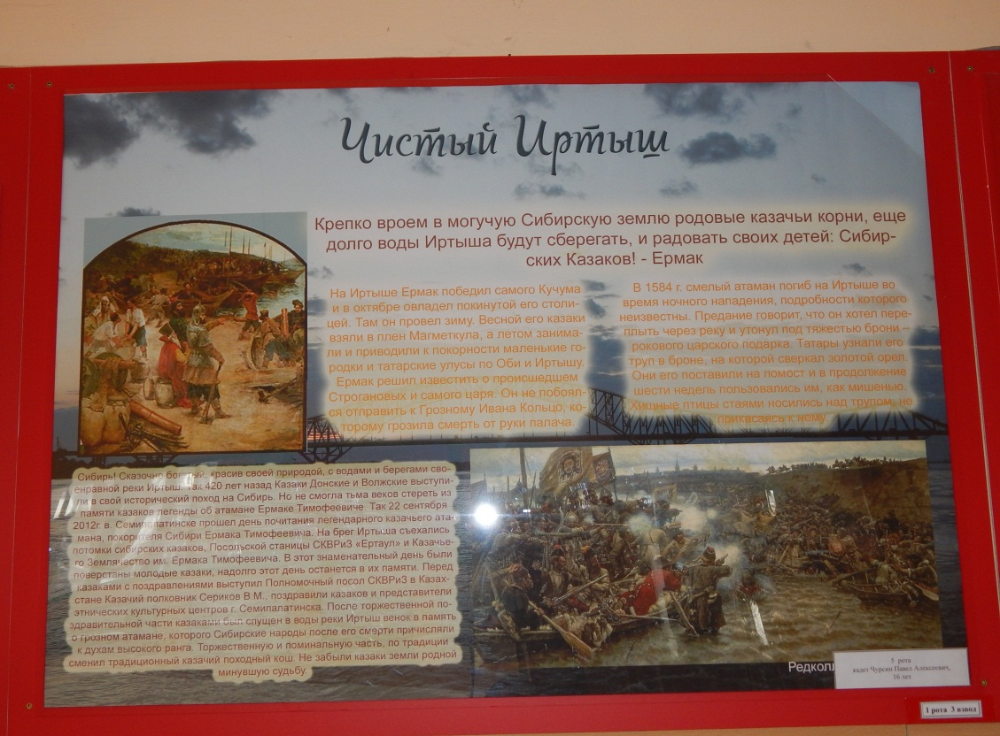 Чистый Иртыш
Крепко вроем в могучую Сибирскую землю родовые казачьи корни, еще
долго воды Иртыша будут сберегать, и радовать своих детей: Сибир-
ских Казаков! - Ермак
На Иртыше Ермак победил самого Кучума
и в октябре овладел покинутой его столи-
цей. Там он провел зиму. Весной его казаки
взяли в плен Магметкула, а летом занима-
ли и приводили к покорности маленькие го-
родки и татарские улусы по Оби и Иртышу.
Ермак решил известить о происшедшем
Строгановых и самого царя. Он не побоял-
ся отправить к Грозному Ивана Кольцо, ко-
торому грозила смерть от руки палача.
В 1584 г. смелый атаман погиб на Иртыше во
время ночного нападения, подробности которого
неизвестны. Предание говорит, что он хотел пере-
плыть через реку и утонул под тяжестью брони –
рокового царского подарка. Татары узнали его
труп в броне, на которой сверкал золотой орел.
Они его поставили на помост и в продолжение
шести недель пользовались им, как мишенью.
Хищные птицы стаями носились над трупом, не
прикасаясь к нему.
Сибирь! Сказочно богатый, красив своей природой, с водами и берегами сво-
енравной реки Иртыш. Так 420 лет назад Казаки Донские и Волжские выступи-
ли в свой исторический поход на Сибирь. Но не смогла тьма веков стереть из
памяти казаков легенды об атамане Ермаке Тимофеевиче. Так 22 сентября
2012г. в. Семипалатинске прошел день почитания легендарного казачьего ата-
мана, покорителя Сибири Ермака Тимофеевича. На брег Иртыша съехались
потомки сибирских казаков, Посольской станицы СКВРиЗ «Ертаул» и Казачье-
го Землячество им. Ермака Тимофеевича. В этот знаменательный день были
поверстаны молодые казаки, надолго этот день останется в их памяти. Перед
казаками с поздравлениями выступил Полномочный посол СКВРиЗ в Казах-
стане Казачий полковник Сериков В.М., поздравили казаков и представители
этнических культурных центров г. Семипалатинска. После торжественной по-
здравительной части казаками был спущен в воды реки Иртыш венок в память
о грозном атамане, которого Сибирские народы после его смерти причисляли
к духам высокого ранга. Торжественную и поминальную часть, по традиции
сменил традиционный казачий походный кош. Не забыли казаки земли родной
минувшую судьбу.
Редколл
5 рота
кадет Чурсин Павел Алексеевич,
16 лет
1 рота 3 взвод